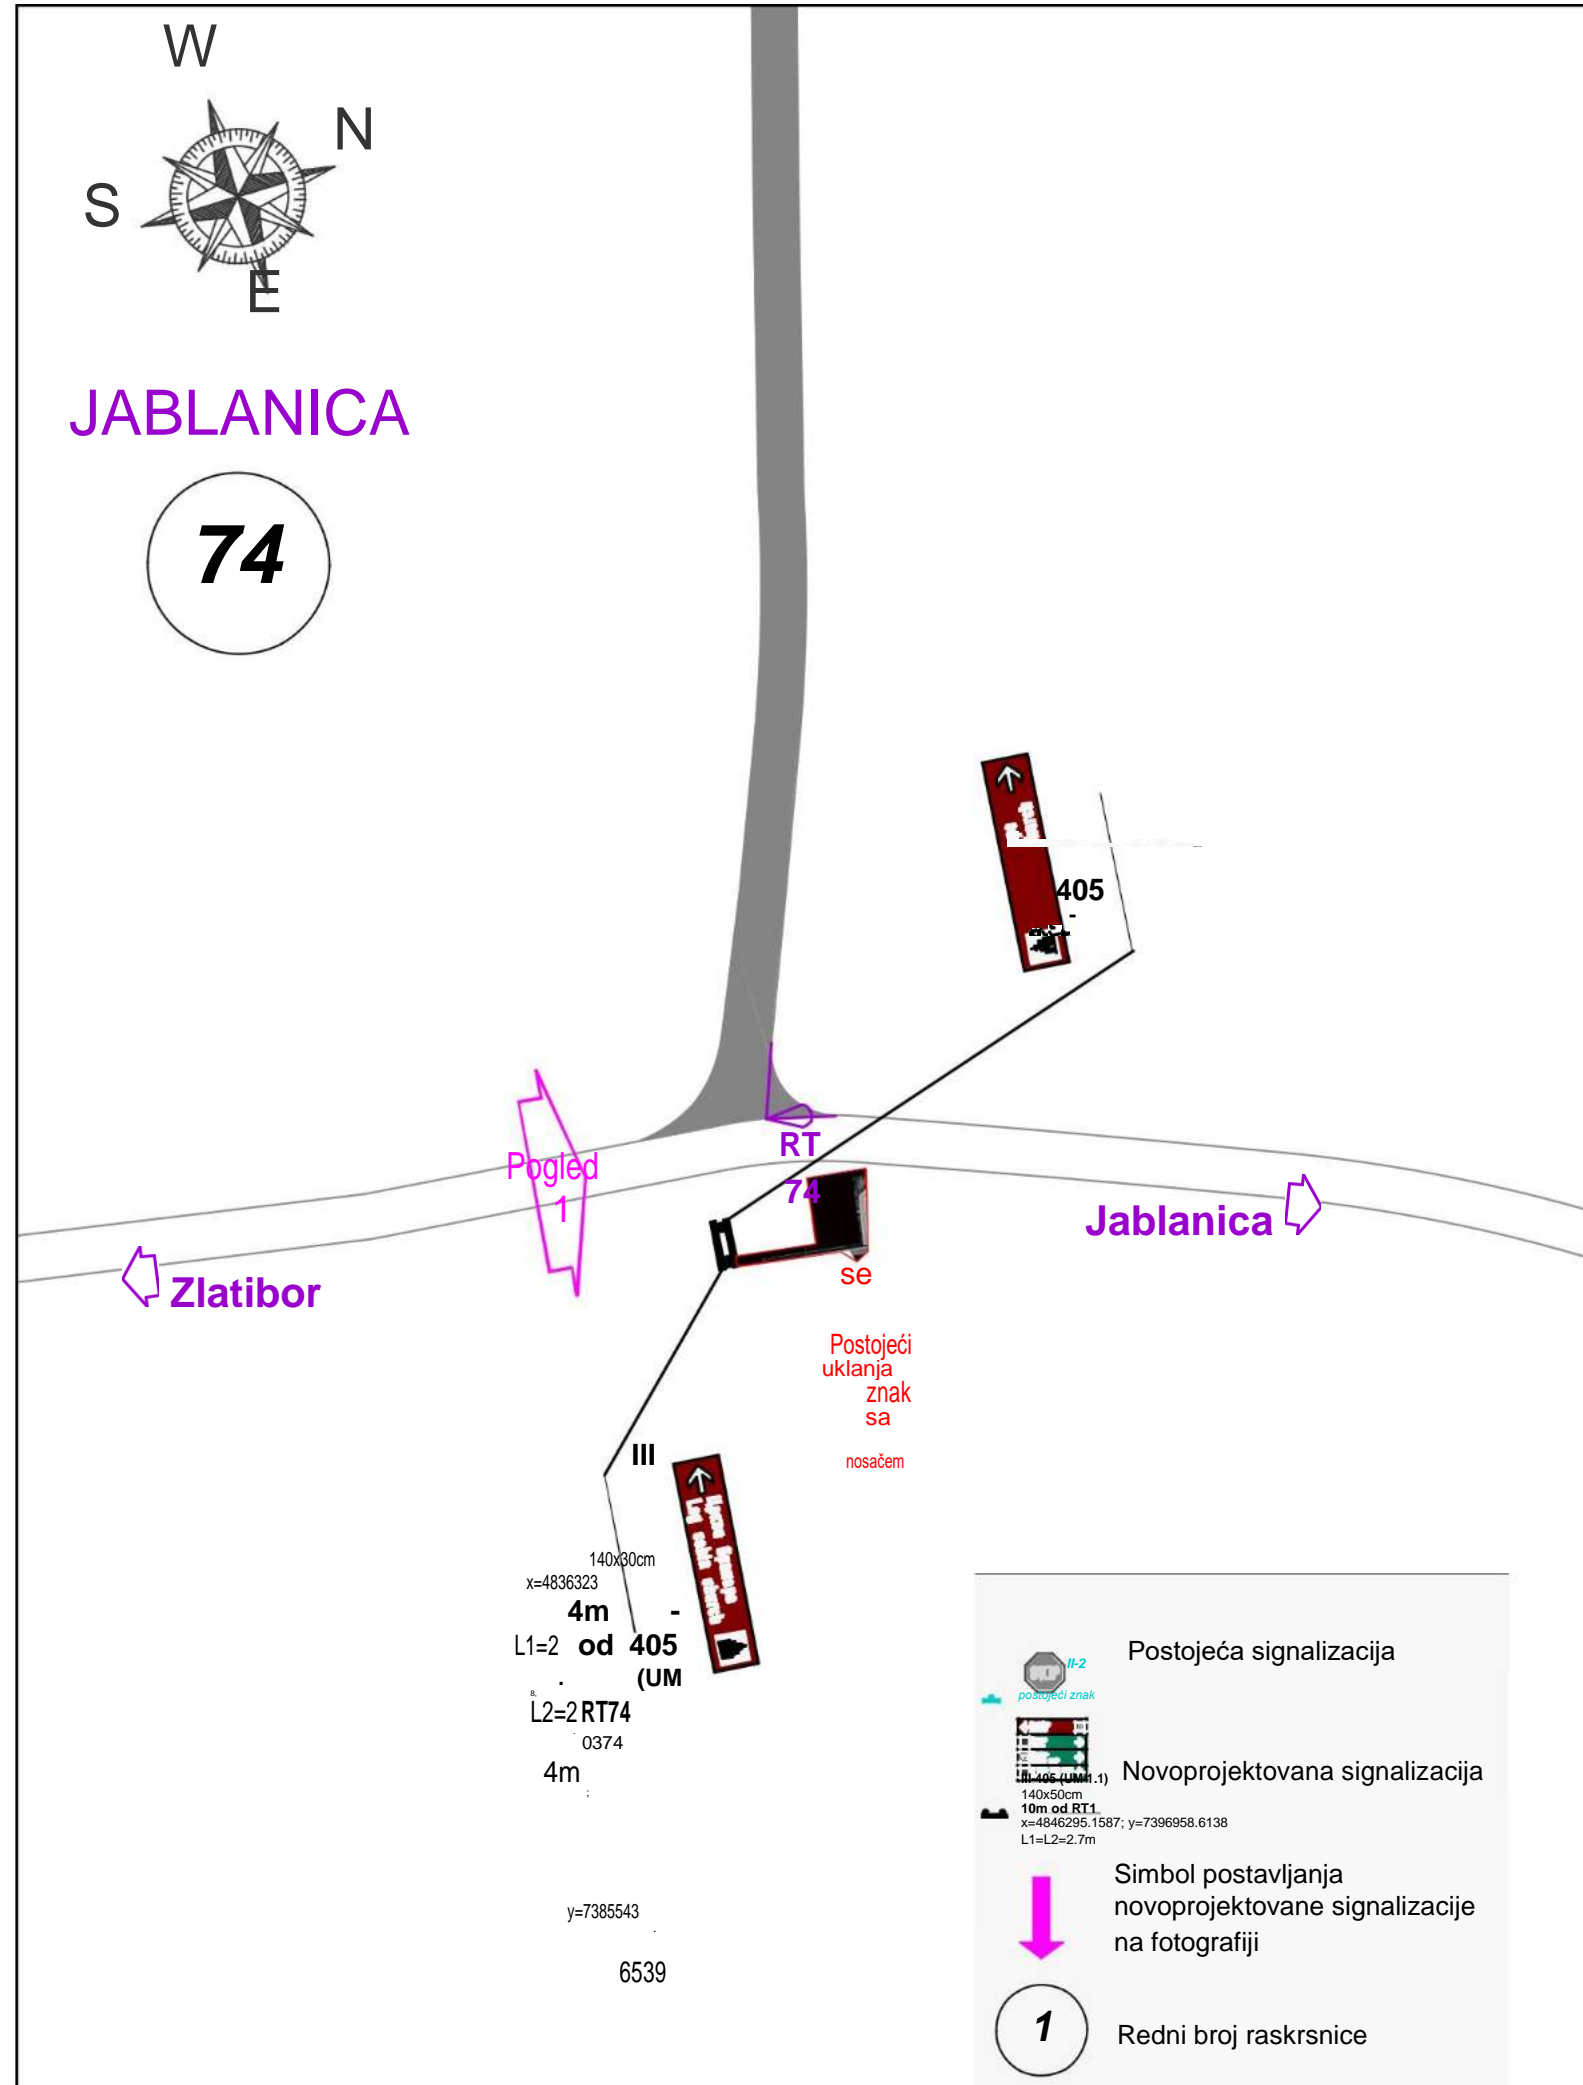 W
N
S
E
JABLANICA
74
405
-
RT
74
Pogled
1
Jablanica
Zlatibor
se
Postojeći
uklanja
znak
sa
nosačem
III
140x30cm
x=4836323
4m -
L1=2 od 405
. (UM
8,
L2=2 RT74
0374
4m
;
y=7385543
.
6539
II-2
Postojeća signalizacija
postojeći znak
III-405 (UM 1.1)
Novoprojektovana signalizacija
140x50cm
10m od RT1
x=4846295.1587; y=7396958.6138
L1=L2=2.7m
Simbol postavljanja
novoprojektovane signalizacije
na fotografiji
1
Redni broj raskrsnice